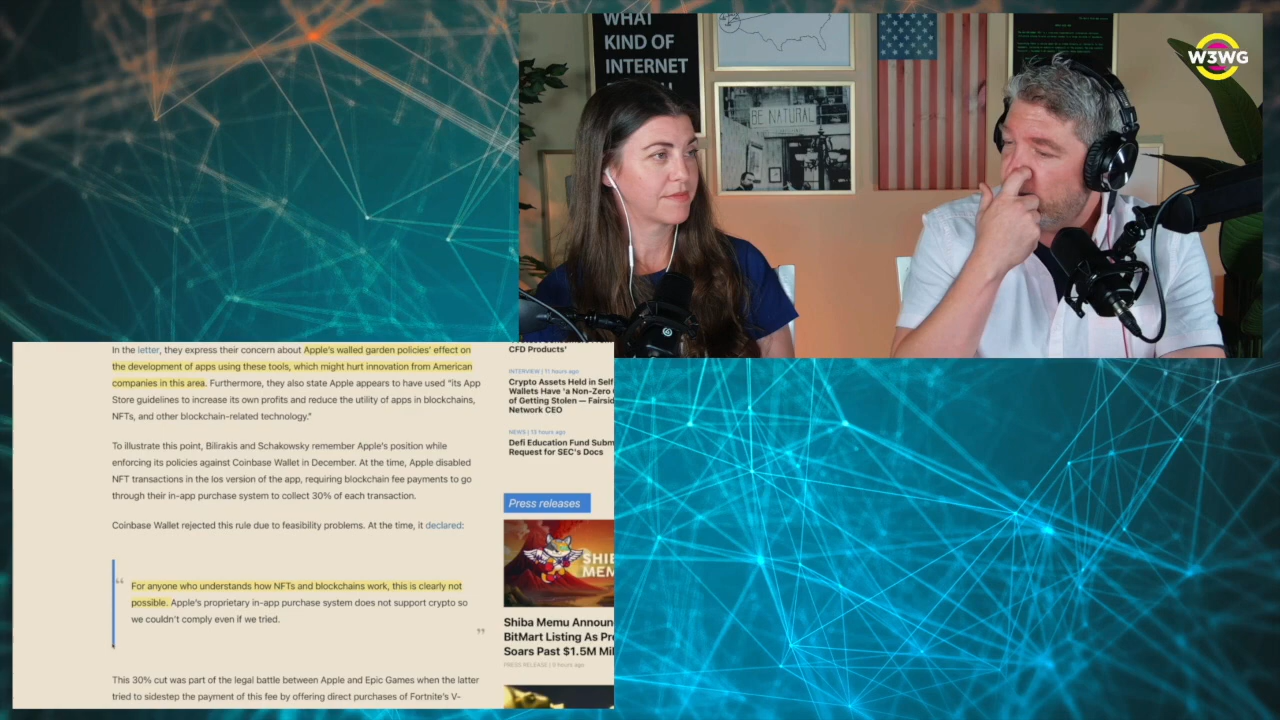 WHAT
KIND OF
INTERNET
BE NATURAL
W3WG
In the letter, they express their concern about Apple's walled garden policies' effect on
the development of apps using these tools, which might hurt innovation from American
companies in this area. Furthermore, they also state Apple appears to have used "its App
Store guidelines to increase its own profits and reduce the utility of apps in blockchains,
NFTs, and other blockchain-related technology."
To illustrate this point, Bilirakis and Schakowsky remember Apple's position while
enforcing its policies against Coinbase Wallet in December. At the time, Apple disabled
NFT transactions in the Ios version of the app, requiring blockchain fee payments to go
through their in-app purchase system to collect 30% of each transaction.
Coinbase Wallet rejected this rule due to feasibility problems. At the time, it declared:
“
For anyone who understands how NFTs and blockchains work, this is clearly not
possible. Apple's proprietary in-app purchase system does not support crypto so
we couldn't comply even if we tried.
”
This 30% cut was part of the legal battle between Apple and Epic Games when the latter
tried to sidestep the payment of this fee by offering direct purchases of Fortnite's V-
CFD Products'
INTERVIEW | 11 hours ago
Crypto Assets Held in Self
Wallets Have 'a Non-Zero
of Getting Stolen — Fairsid
Network CEO
NEWS | 13 hours ago
Defi Education Fund Subm
Request for SEC's Docs
Press releases
SHIB
MEM
Shiba Memu Announ
BitMart Listing As Pre
Soars Past $1.5M Mil
PRESS RELEASE | 0 hours ago